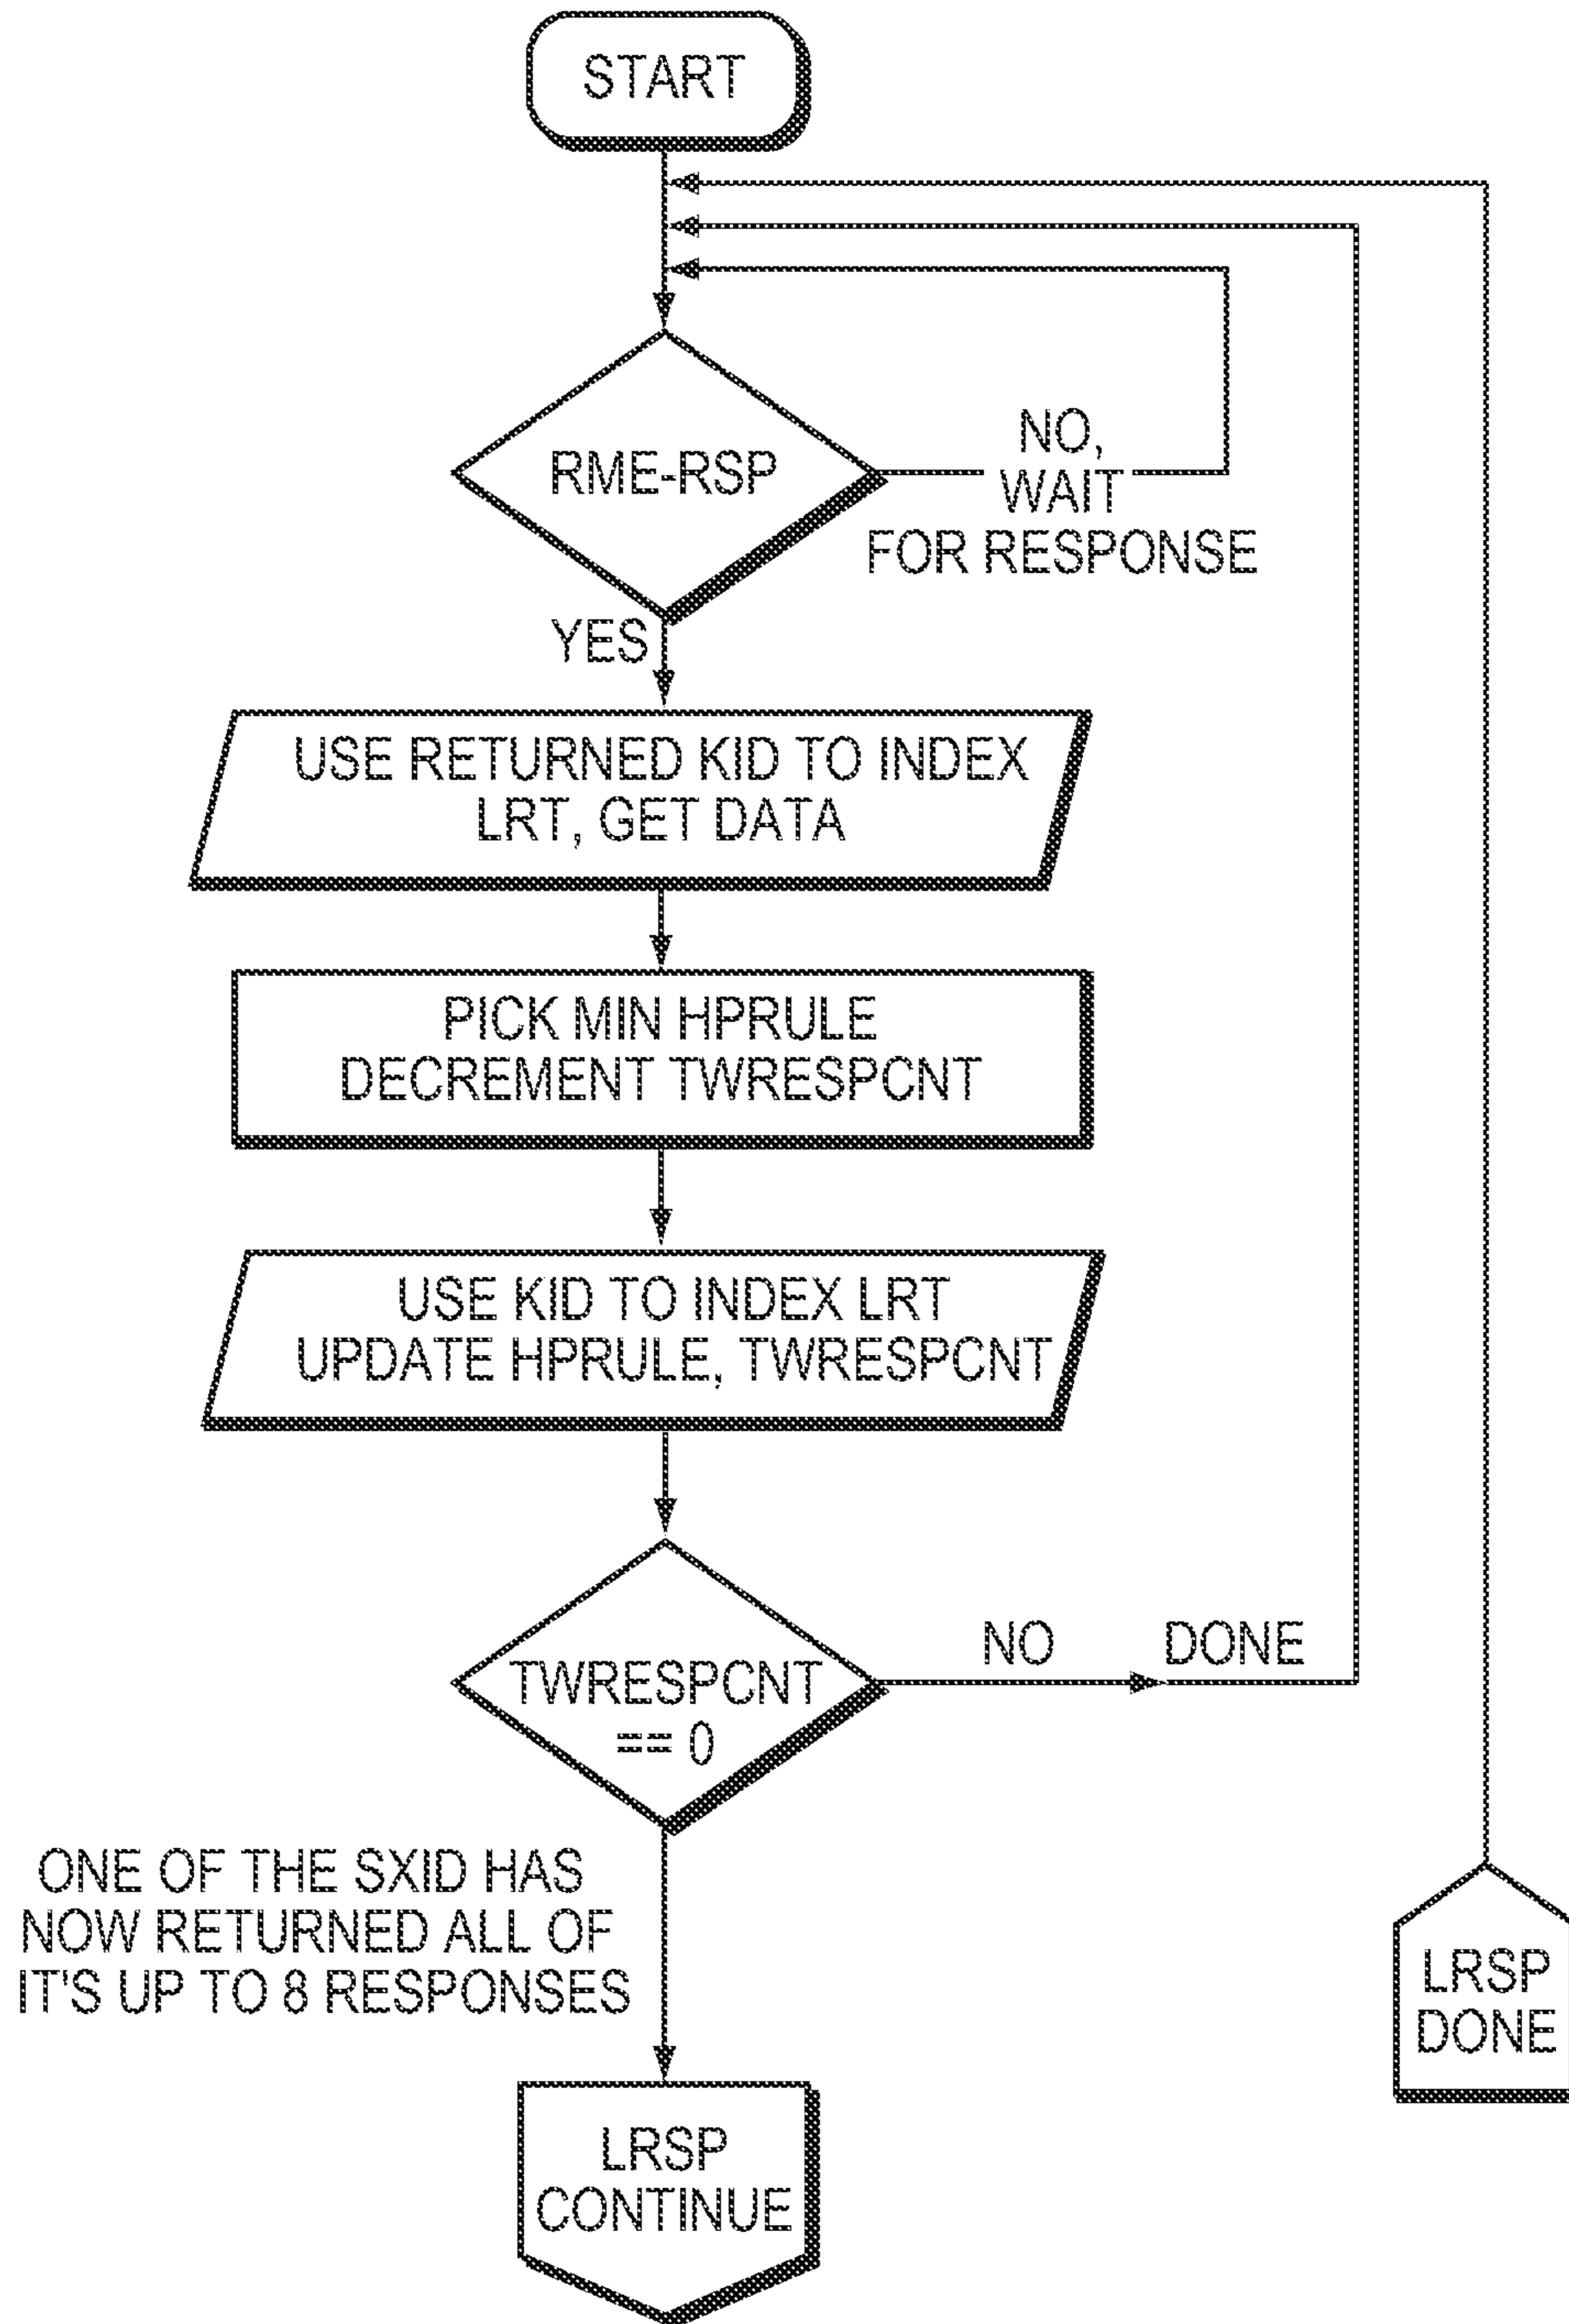 START
RME-RSP
NO,
WAIT
FOR RESPONSE
YES
USE RETURNED KID TO INDEX
LRT, GET DATA
PICK MIN HPRULE
DECREMENT TWRESPCNT
USE KID TO INDEX LRT
UPDATE HPRULE, TWRESPCNT
TWRESPCNT
== 0
NO
DONE
ONE OF THE SXID HAS
NOW RETURNED ALL OF
IT'S UP TO 8 RESPONSES
LRSP
DONE
LRSP
CONTINUE